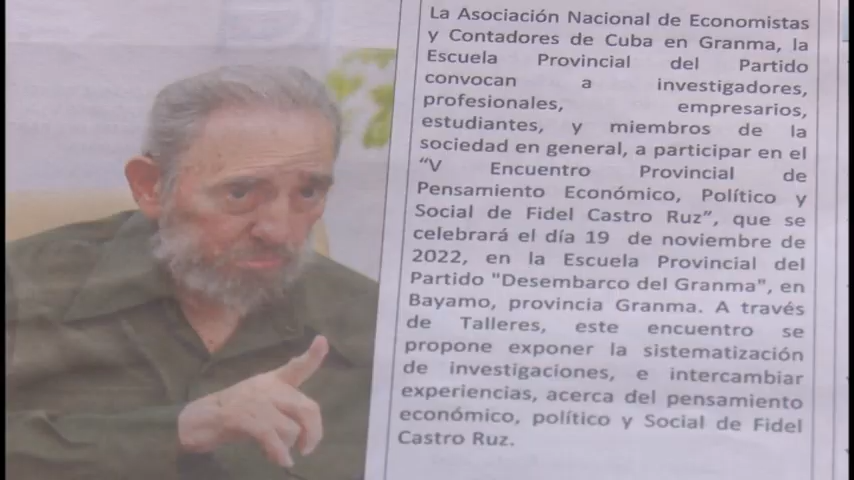 La Asociación Nacional de Economistas
y Contadores de Cuba en Granma, la
Escuela Provincial del Partido
convocan a investigadores,
profesionales, empresarios,
estudiantes, y miembros de la
sociedad en general, a participar en el
“V Encuentro Provincial de
Pensamiento Económico, Político y
Social de Fidel Castro Ruz”, que se
celebrará el día 19 de noviembre de
2022, en la Escuela Provincial del
Partido "Desembarco del Granma", en
Bayamo, provincia Granma. A través
de Talleres, este encuentro se
propone exponer la sistematización
de investigaciones, e intercambiar
experiencias, acerca del pensamiento
económico, político y Social de Fidel
Castro Ruz.